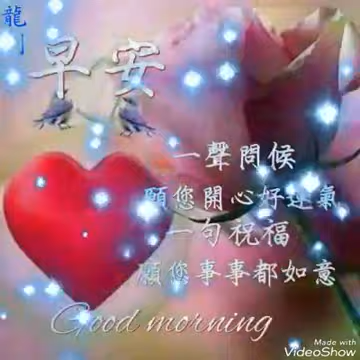 龍
早安
一聲問候
願您開心好運氣
一句祝福
願您事事都如意
Good morning
Made with
VideoShow